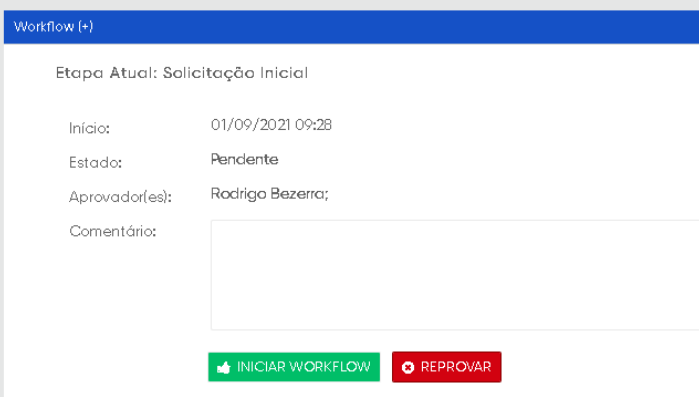 Workflow (+)
Etapa Atual: Solicitação Inicial
Início: 01/09/2021 09:28
Estado: Pendente
Aprovador(es): Rodrigo Bezerra;
Comentário:
INICIAR WORKFLOW REPROVAR